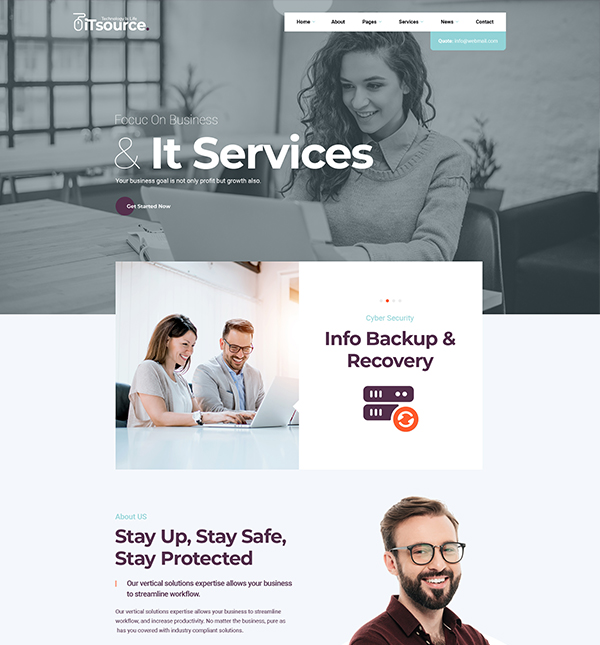 Technology Is Life
iTsource.
Home
About
Pages
Services
News
Contact
Qoute: info@webmail.com
Focuc On Business
& It Services
Your business goal is not only profit but growth also.
Get Started Now
Cyber Security
Info Backup &
Recovery
About US
Stay Up, Stay Safe,
Stay Protected
Our vertical solutions expertise allows your business
to streamline workflow.
Our vertical solutions expertise allows your business to streamline
workflow, and increase productivity. No matter the business, pure as
has you covered with industry compliant solutions.